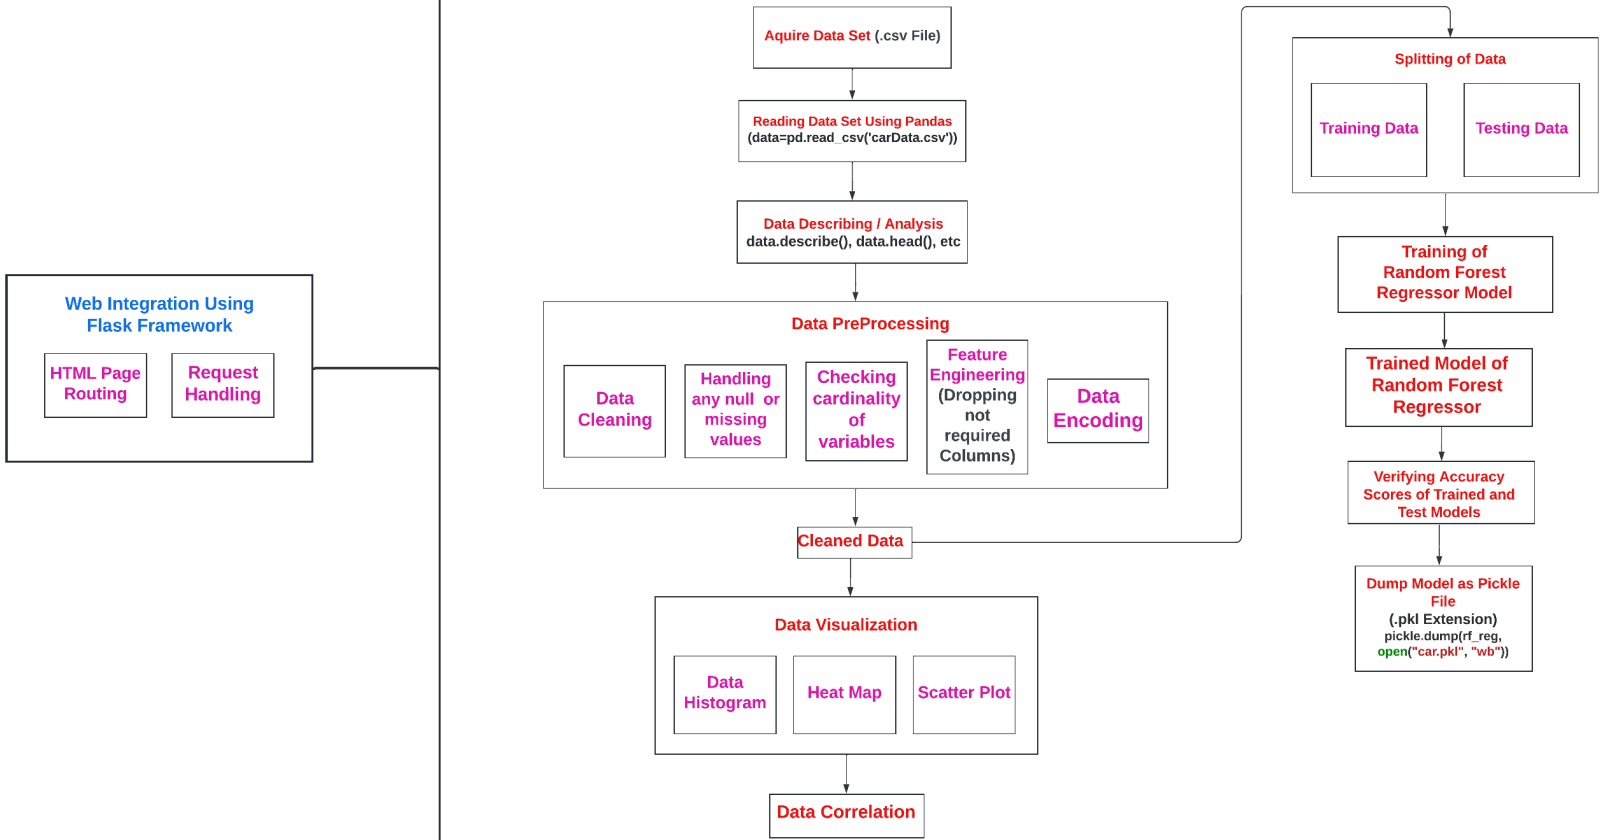 Web Integration Using
Flask Framework
HTML Page
Routing
Request
Handling
Aquire Data Set (.csv File)
Reading Data Set Using Pandas
(data=pd.read_csv('carData.csv'))
Data Describing / Analysis
data.describe(), data.head(), etc
Data PreProcessing
Data
Cleaning
Handling
any null  or
missing
values
Checking
cardinality
of
variables
Feature
Engineering
(Dropping
not
required
Columns)
Data
Encoding
Cleaned Data
Data Visualization
Data
Histogram
Heat Map
Scatter Plot
Data Correlation
Splitting of Data
Training Data
Testing Data
Training of
Random Forest
Regressor Model
Trained Model of
Random Forest
Regressor
Verifying Accuracy
Scores of Trained and
Test Models
Dump Model as Pickle
File
(.pkl Extension)
pickle.dump(rf_reg,
open("car.pkl", "wb"))